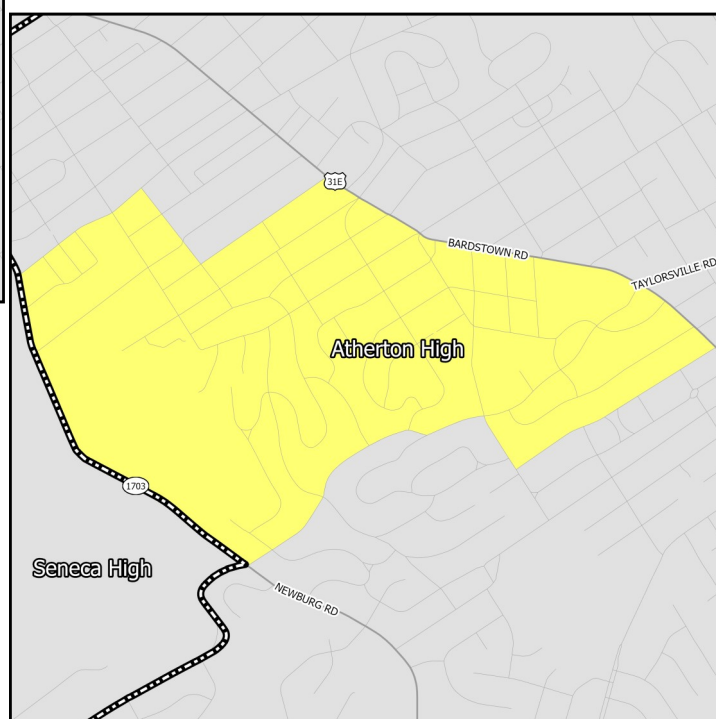 31E
BARDSTOWN RD
TAYLORSVILLE RD
Atherton High
1703
Seneca High
NEWBURG RD